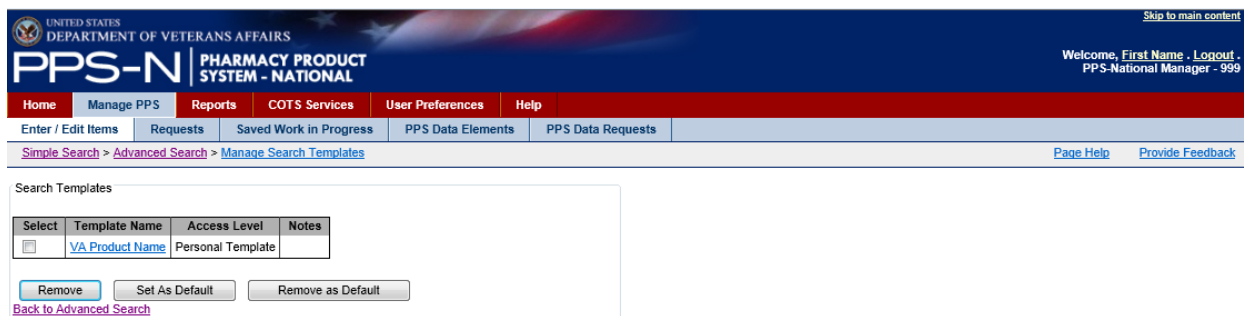 Skip to main content
UNITED STATES
DEPARTMENT OF VETERANS AFFAIRS
PPS-N PHARMACY PRODUCT
SYSTEM - NATIONAL
Welcome, First Name . Logout .
PPS-National Manager - 999
Home Manage PPS Reports COTS Services User Preferences Help
Enter / Edit Items Requests Saved Work in Progress PPS Data Elements PPS Data Requests
Simple Search > Advanced Search > Manage Search Templates Page Help Provide Feedback
Search Templates
Select Template Name Access Level Notes
VA Product Name Personal Template
Remove Set As Default Remove as Default
Back to Advanced Search